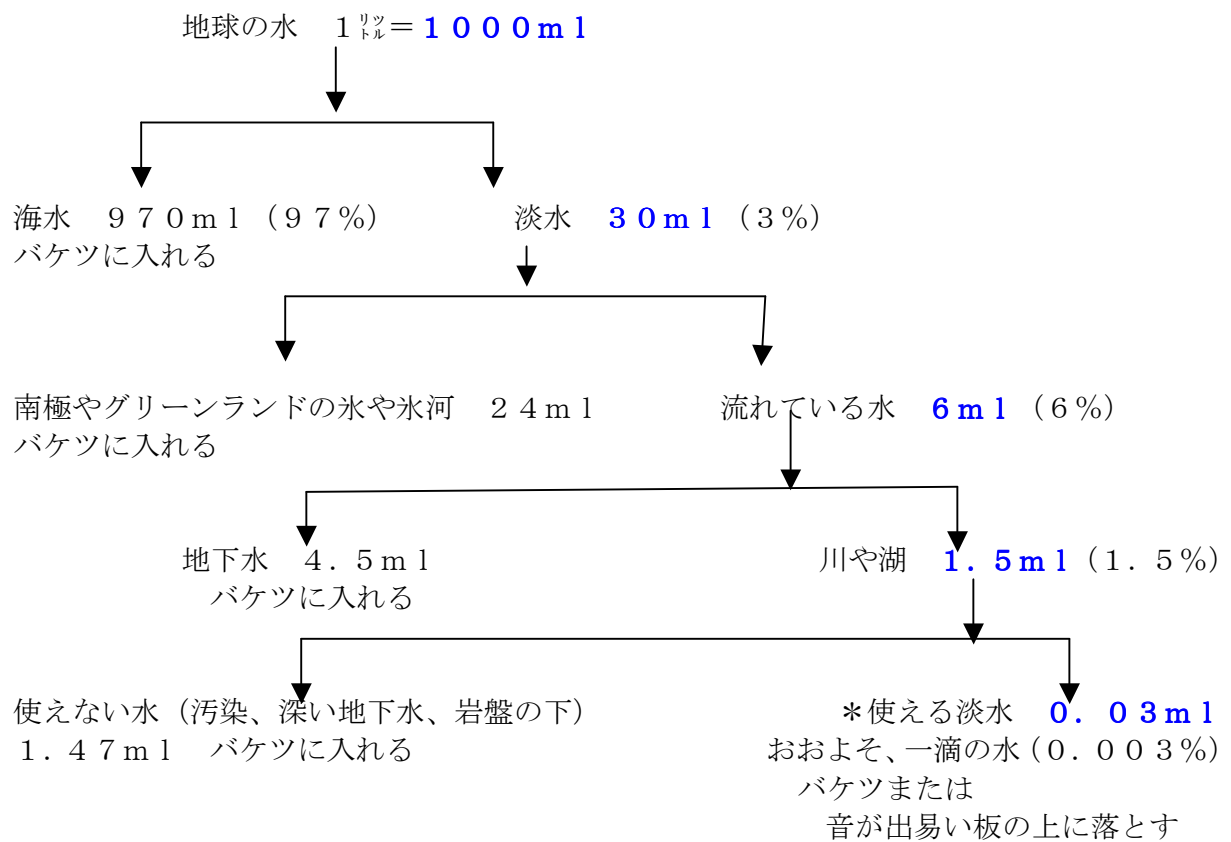 地球の水　１㍑＝１０００ｍｌ
海水　９７０ｍｌ（９７％）　淡水　３０ｍｌ（３％）
バケツに入れる
南極やグリーンランドの氷や氷河　２４ｍｌ　流れている水　６ｍｌ（６％）
バケツに入れる
地下水　４．５ｍｌ　川や湖　１．５ｍｌ（１．５％）
バケツに入れる
使えない水（汚染、深い地下水、岩盤の下）　＊使える淡水　０．０３ｍｌ
１．４７ｍｌ　バケツに入れる　おおよそ、一滴の水（０．００３％）
バケツまたは
音が出易い板の上に落とす